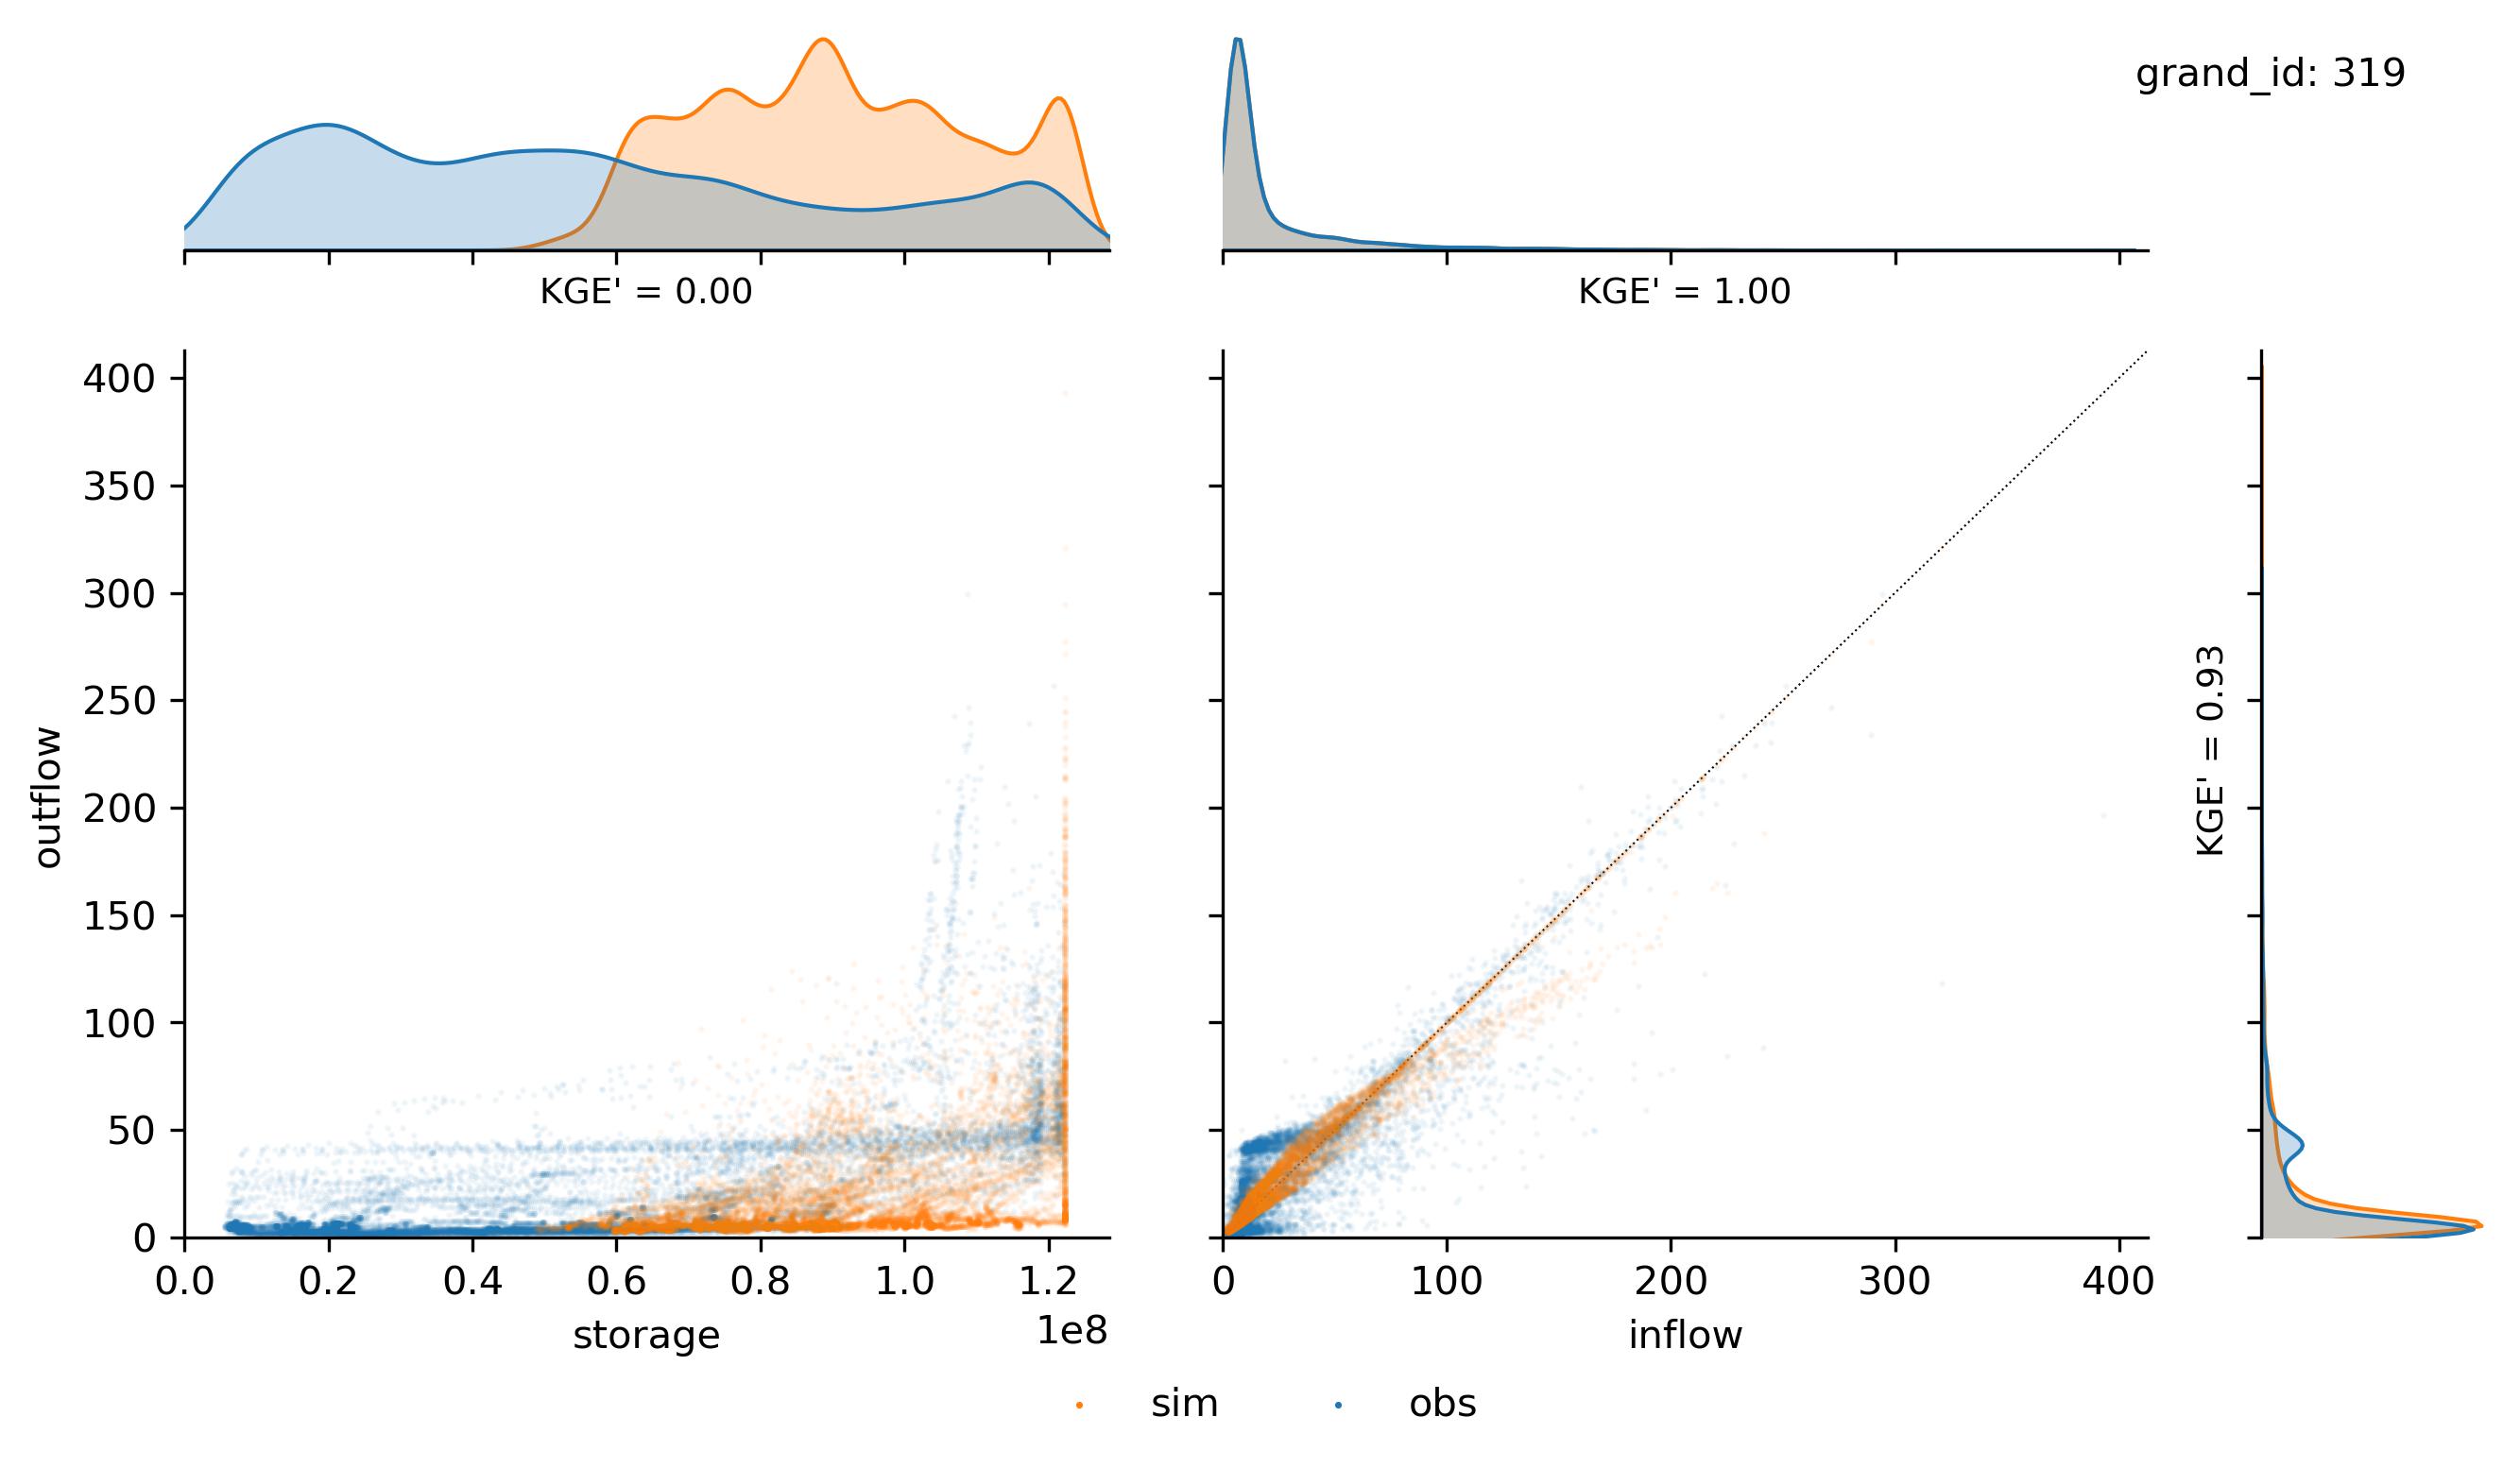 grand_id: 319
KGE' = 0.00
KGE' = 1.00
400
350
300
250
200
150
100
50
0
outflow
KGE' = 0.93
0.0 0.2 0.4 0.6 0.8 1.0 1.2
1e8
storage
0 100 200 300 400
inflow
sim obs